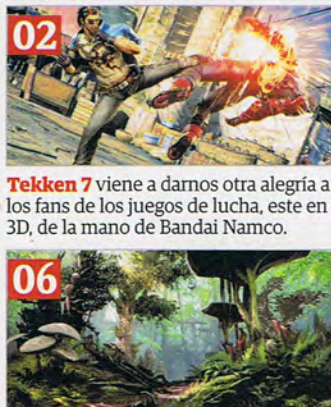 02
Tekken 7 viene a darnos otra alegría a
los fans de los juegos de lucha, este en
3D, de la mano de Bandai Namco.
06